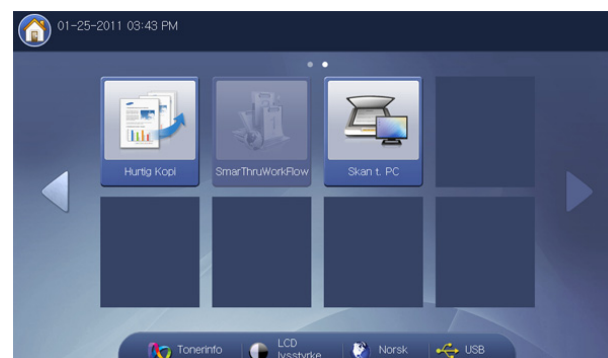 01-25-2011 03:43 PM
Hurtig Kopi
SmarThruWorkFlow
Skan t. PC
Tonerinfo
LCD
lysstyrke
Norsk
USB